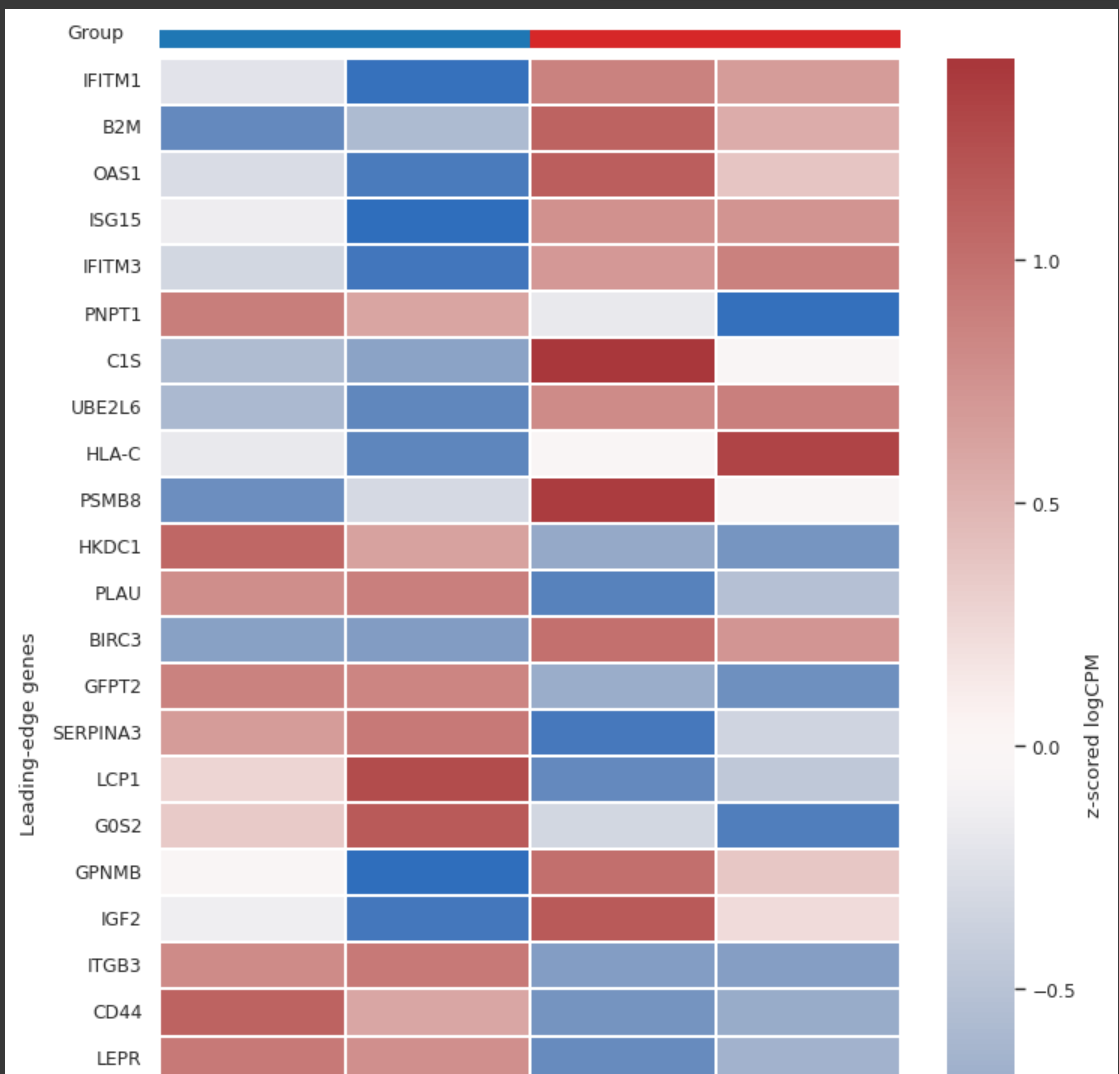 Group
IFITM1
B2M
OAS1
ISG15
IFITM3
PNPT1
C1S
UBE2L6
HLA-C
PSMB8
HKDC1
PLAU
BIRC3
GFPT2
SERPINA3
LCP1
G0S2
GPNMB
IGF2
ITGB3
CD44
LEPR
Leading-edge genes
1.0
0.5
0.0
−0.5
z-scored logCPM